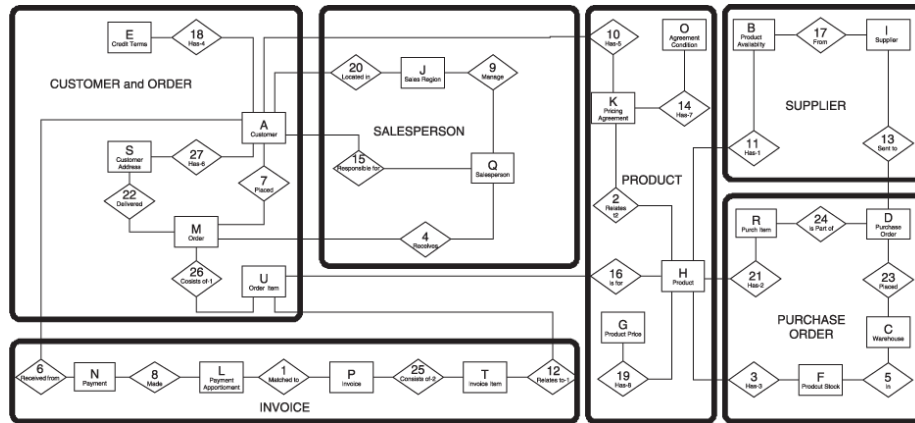 E
Credit Terms
18
Has-4
CUSTOMER and ORDER
A
Customer
S
Customer
Address
27
Has-6
22
Delivered
7
Placed
M
Order
26
Cosists of-1
U
Order Item
20
Located in
J
Sales Region
9
Manage
SALESPERSON
15
Responsible for
Q
Salesperson
4
Receives
10
Has-5
O
Agreement
Condition
K
Pricing
Agreement
14
Has-7
PRODUCT
2
Relates t2
16
is for
H
Product
G
Product Price
19
Has-8
B
Product
Availability
17
From
I
Supplier
SUPPLIER
11
Has-1
13
Sent to
R
Purch Item
24
is Part of
D
Purchase
Order
21
Has-2
23
Placed
PURCHASE
ORDER
C
Warehouse
3
Has-3
F
Prodcut Stock
5
In
6
Received from
N
Payment
8
Made
L
Payment
Apportioment
1
Matched to
P
Invoice
25
Consists of-2
T
Invoice Item
12
Relates to-1
INVOICE